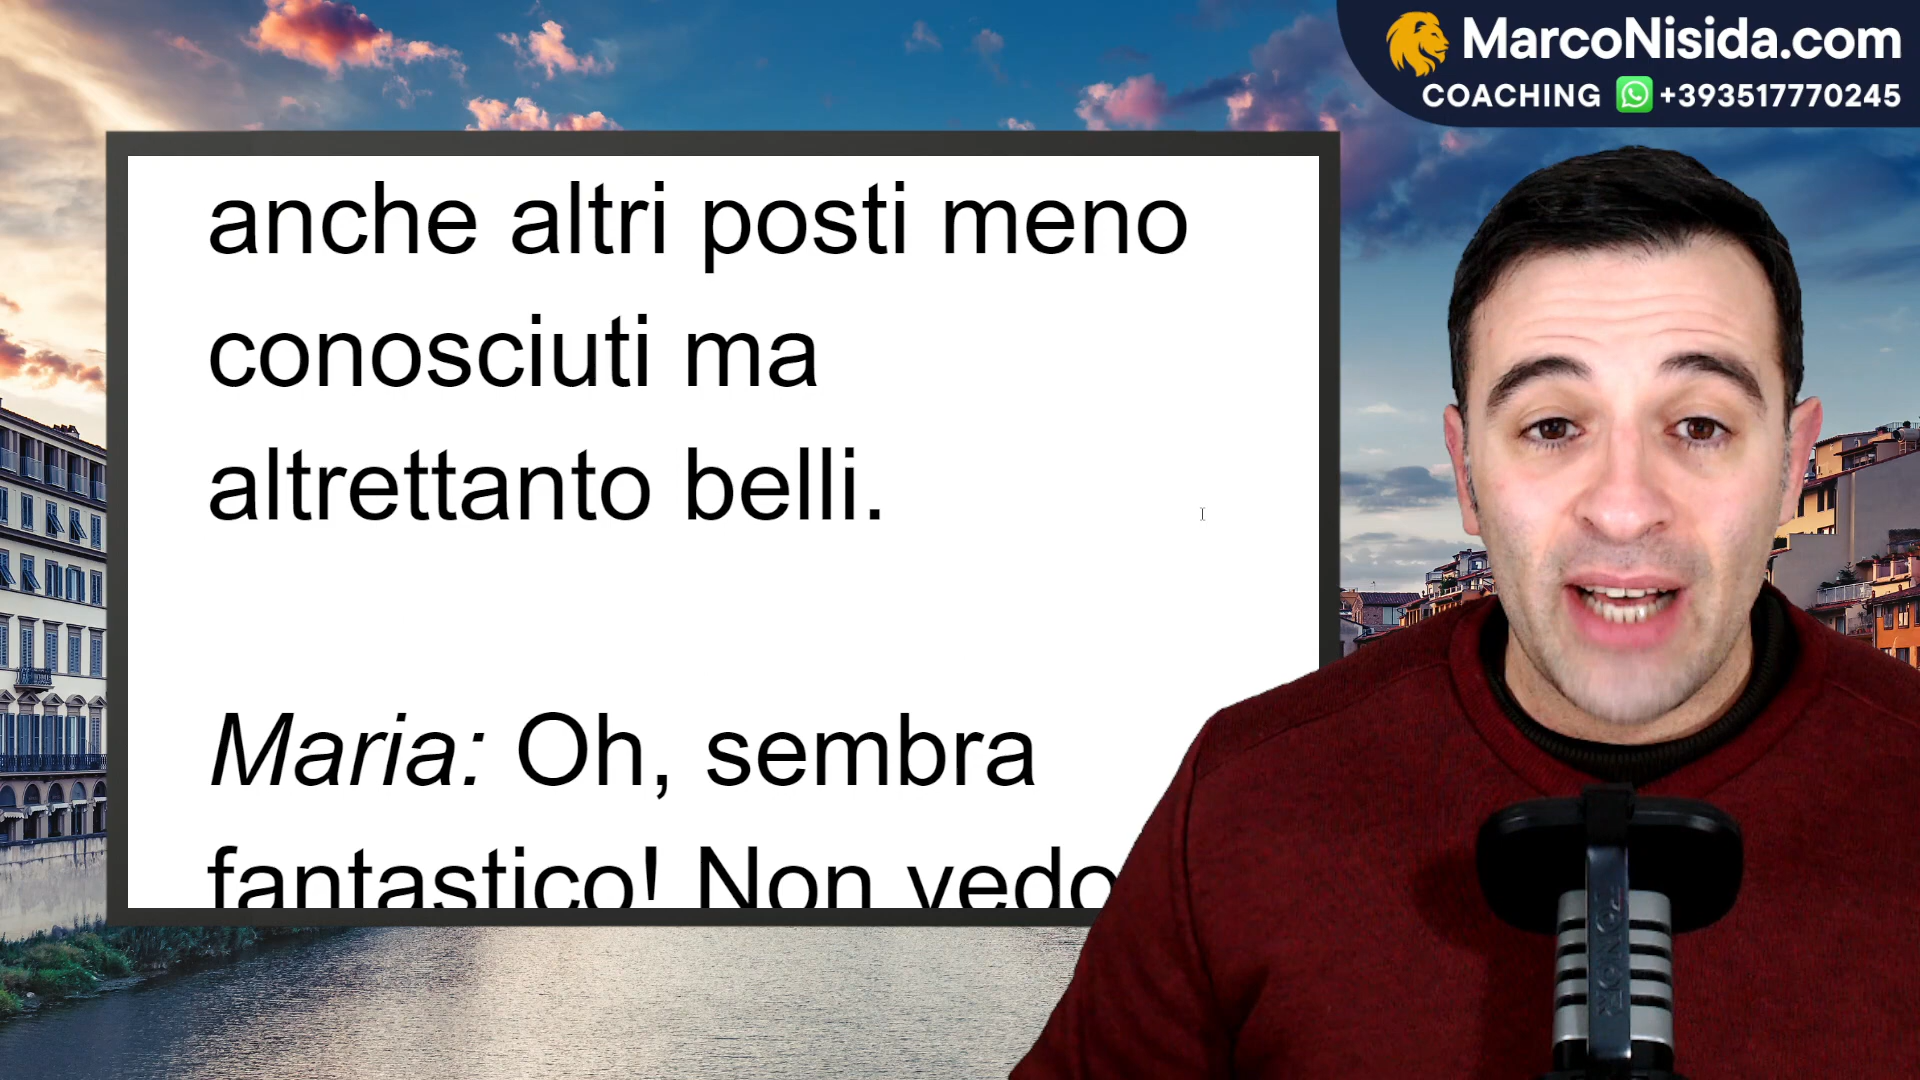 MarcoNisida.com
COACHING +393517770245
anche altri posti meno
conosciuti ma
altrettanto belli.
Maria: Oh, sembra
fantastico! Non vedo